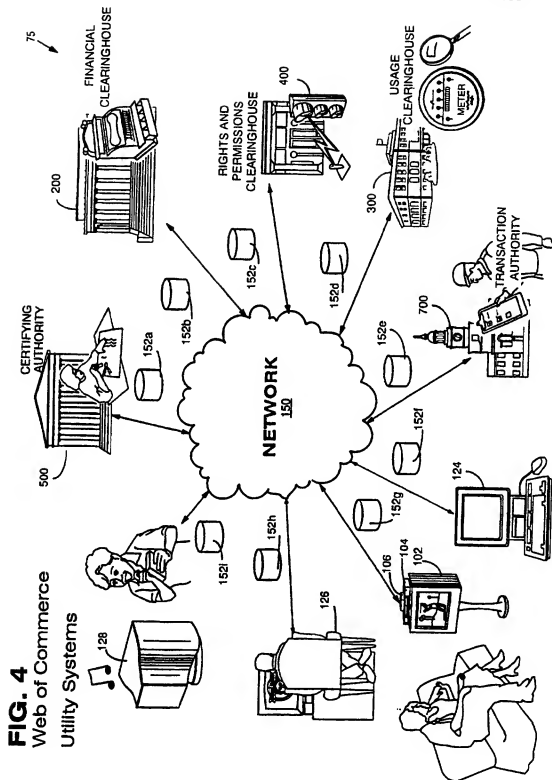 FIG. 4
Web of Commerce
Utility Systems
75
FINANCIAL
CLEARINGHOUSE
200
CERTIFYING
AUTHORITY
500
RIGHTS AND
PERMISSIONS
CLEARINGHOUSE
400
USAGE
CLEARINGHOUSE
METER
300
TRANSACTION
AUTHORITY
700
NETWORK
150
152a
152b
152c
152d
152e
152f
152g
152h
152i
128
128
106
104
102
124